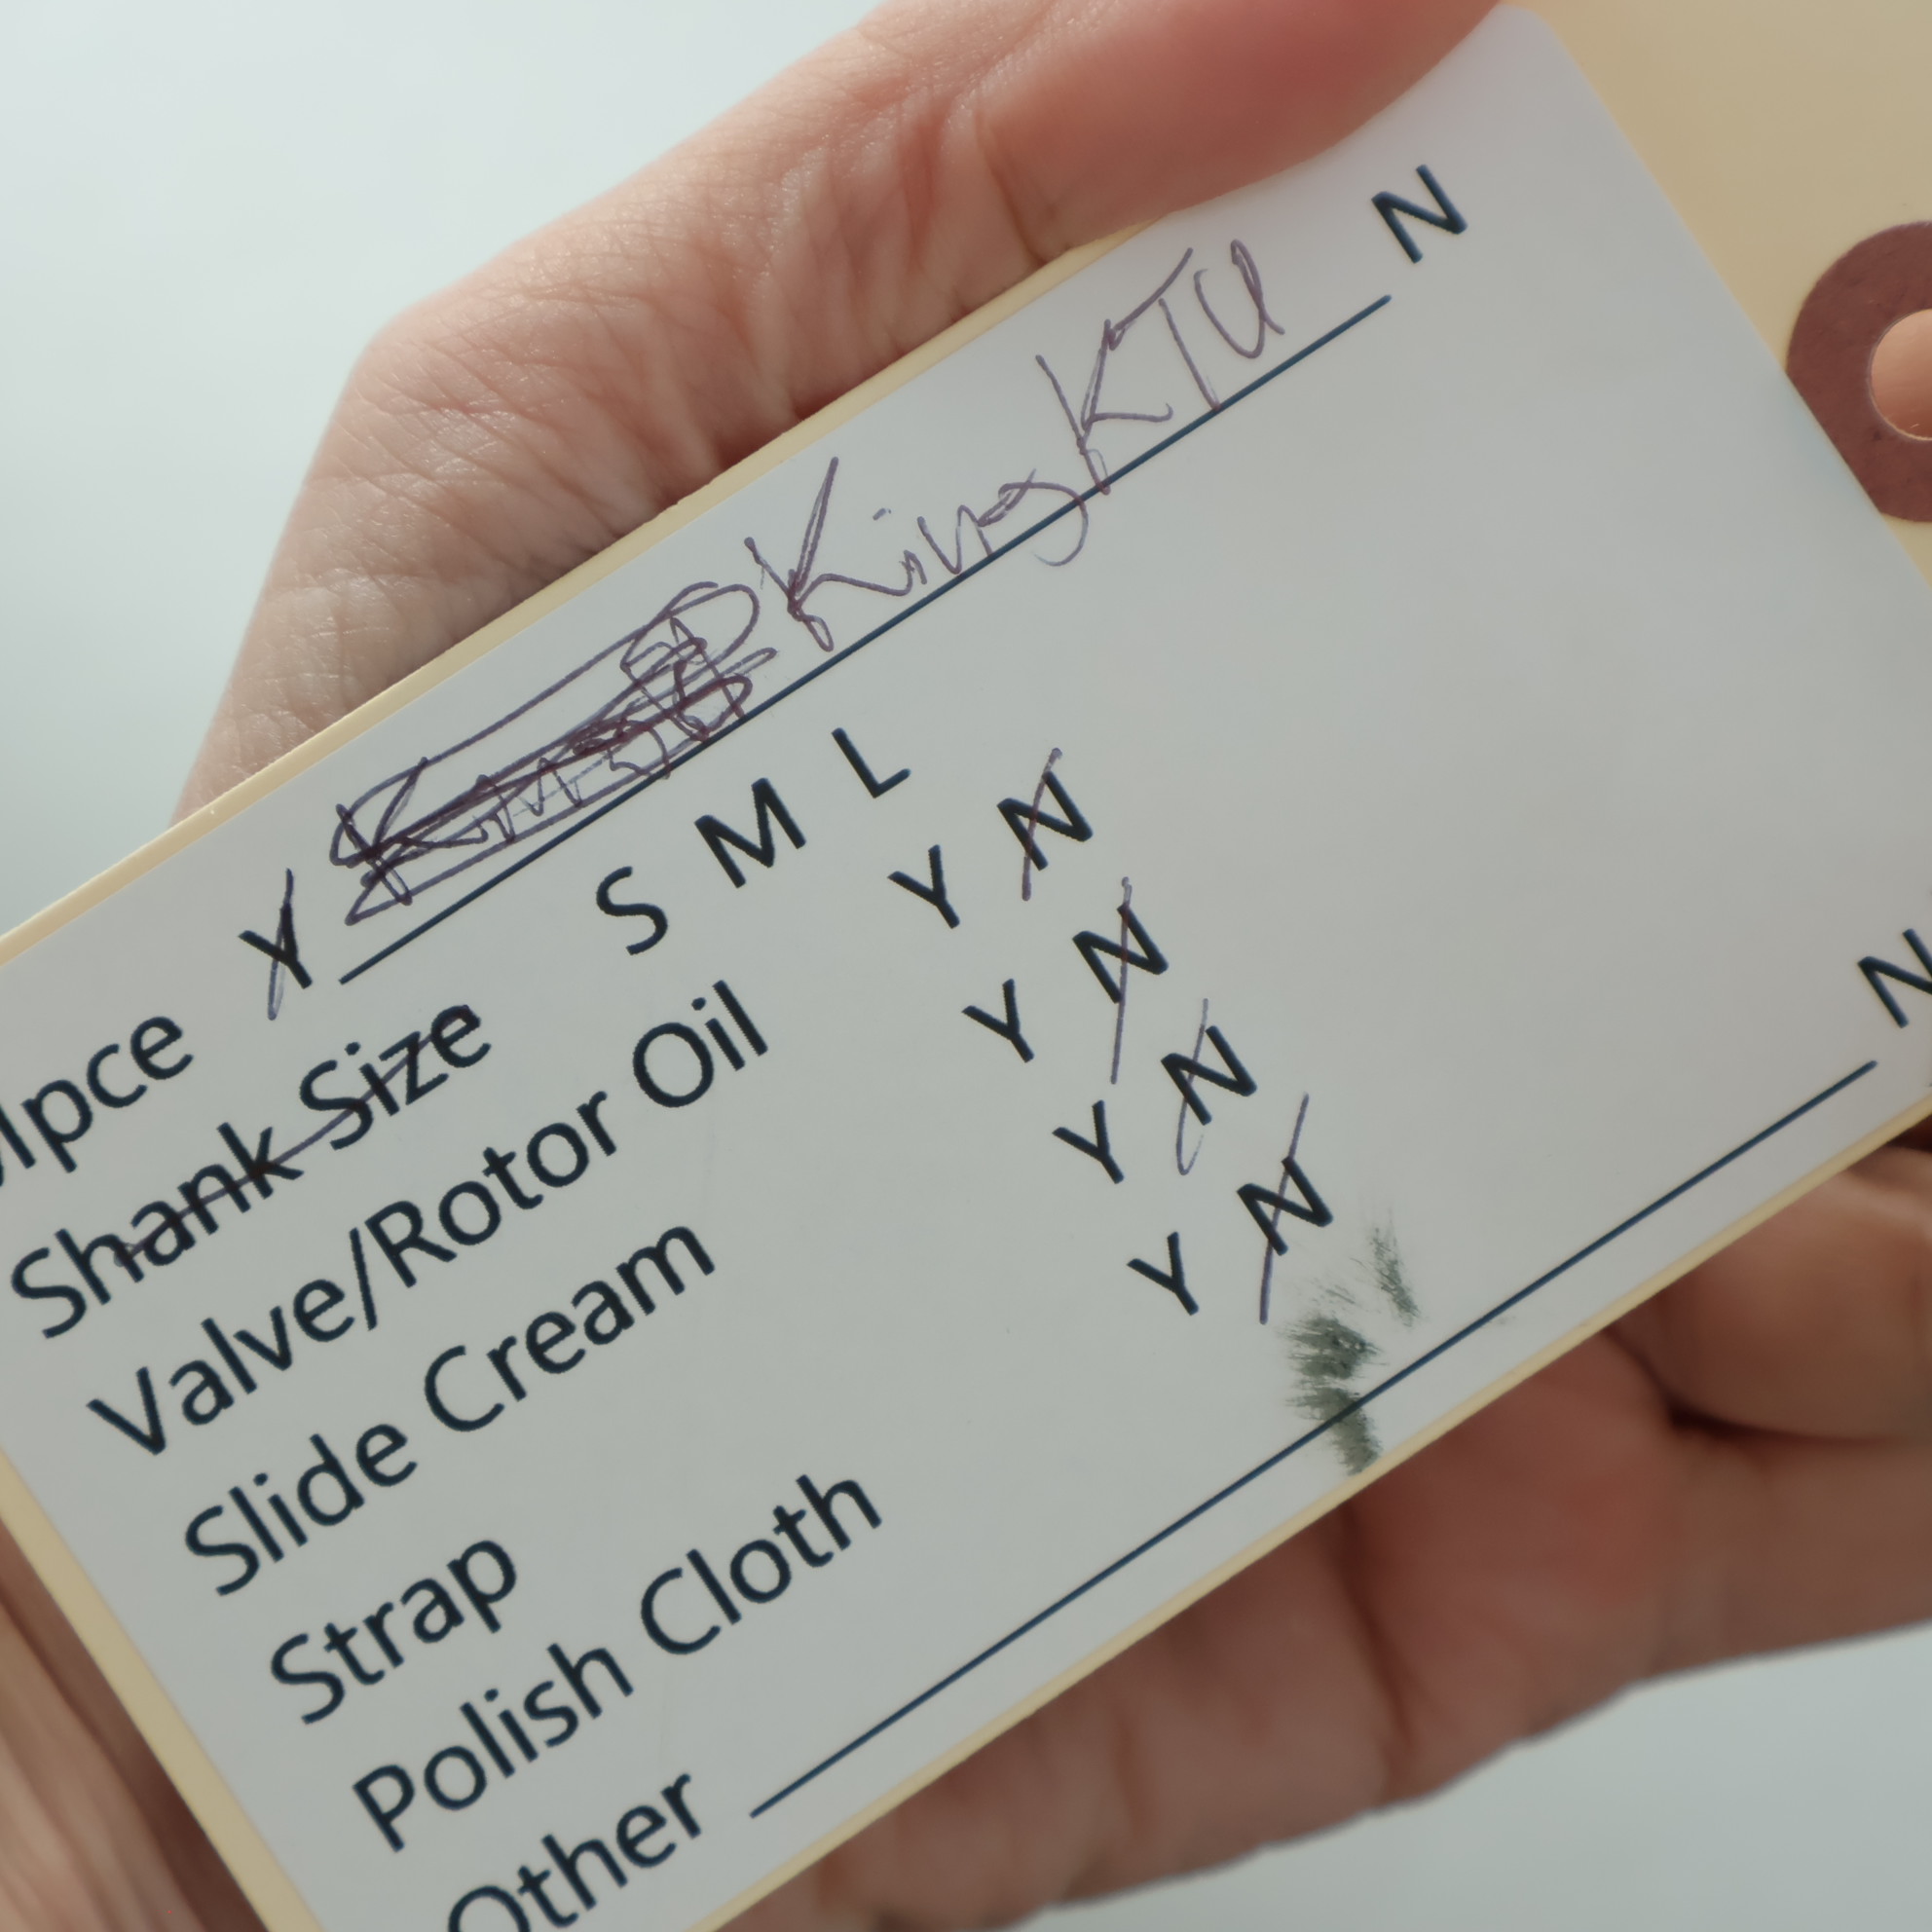 Mpce Y King KTU N
Shank Size S M L
Valve/Rotor Oil Y N
Slide Cream Y N
Strap Y N
Polish Cloth Y N
Other N